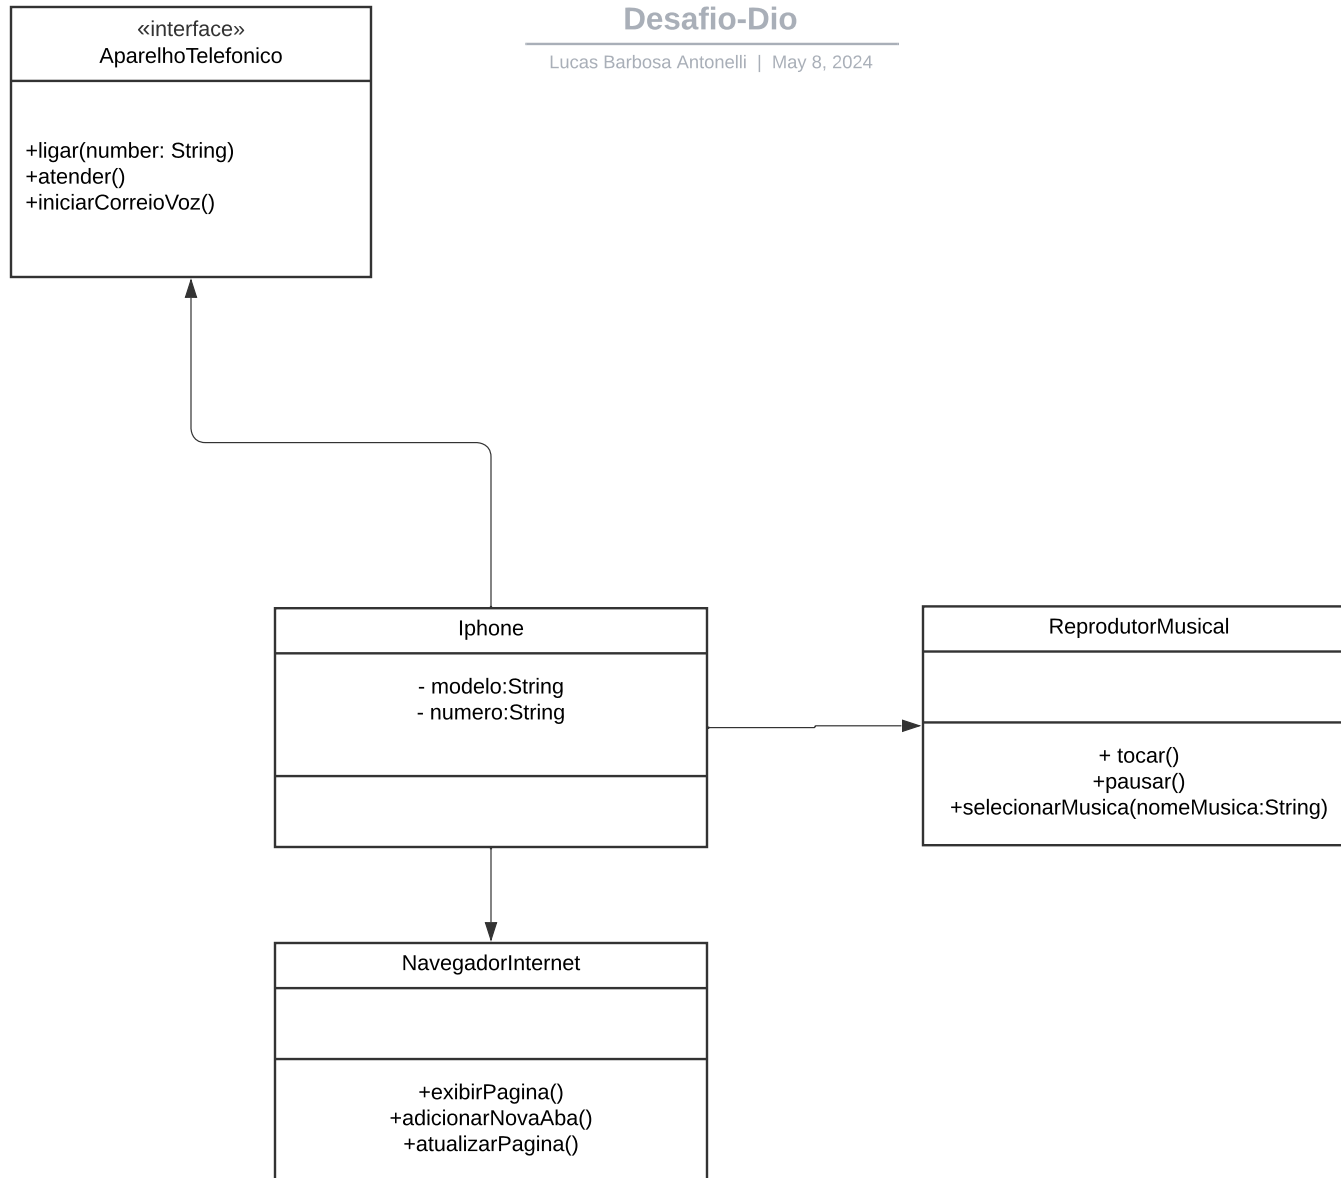 «interface»
AparelhoTelefonico
+ligar(number: String)
+atender()
+iniciarCorreioVoz()
Desafio-Dio
Lucas Barbosa Antonelli | May 8, 2024
Iphone
- modelo:String
- numero:String
ReprodutorMusical
+ tocar()
+pausar()
+selecionarMusica(nomeMusica:String)
NavegadorInternet
+exibirPagina()
+adicionarNovaAba()
+atualizarPagina()